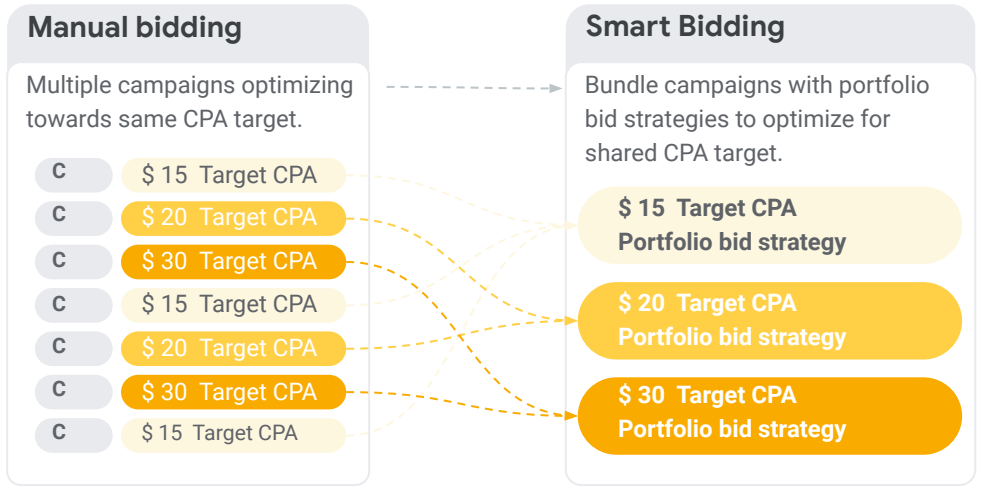 Manual bidding
Multiple campaigns optimizing
towards same CPA target.
C $ 15 Target CPA
C $ 20 Target CPA
C $ 30 Target CPA
C $ 15 Target CPA
C $ 20 Target CPA
C $ 30 Target CPA
C $ 15 Target CPA
Smart Bidding
Bundle campaigns with portfolio
bid strategies to optimize for
shared CPA target.
$ 15 Target CPA
Portfolio bid strategy
$ 20 Target CPA
Portfolio bid strategy
$ 30 Target CPA
Portfolio bid strategy